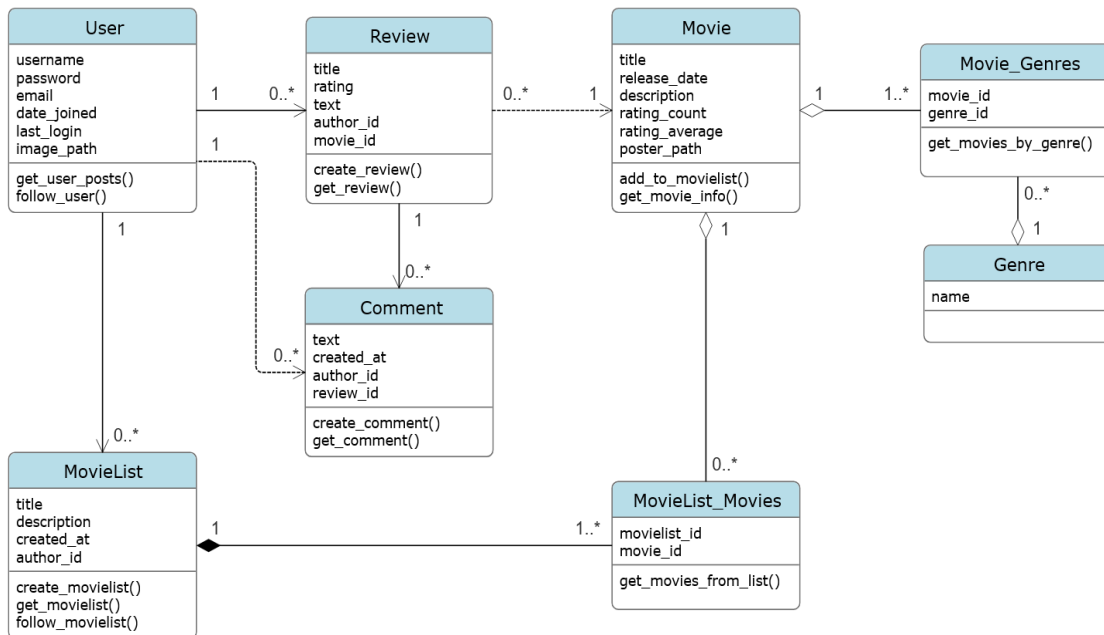 User
username
password
email
date_joined
last_login
image_path
get_user_posts()
follow_user()
1
0..*
1
1
Review
title
rating
text
author_id
movie_id
create_review()
get_review()
0..*
1
1
0..*
Movie
title
release_date
description
rating_count
rating_average
poster_path
add_to_movielist()
get_movie_info()
1
1..*
1
Movie_Genres
movie_id
genre_id
get_movies_by_genre()
0..*
1
Genre
name
Comment
text
created_at
author_id
review_id
create_comment()
get_comment()
0..*
0..*
MovieList
title
description
created_at
author_id
create_movielist()
get_movielist()
follow_movielist()
1
1..*
0..*
MovieList_Movies
movielist_id
movie_id
get_movies_from_list()